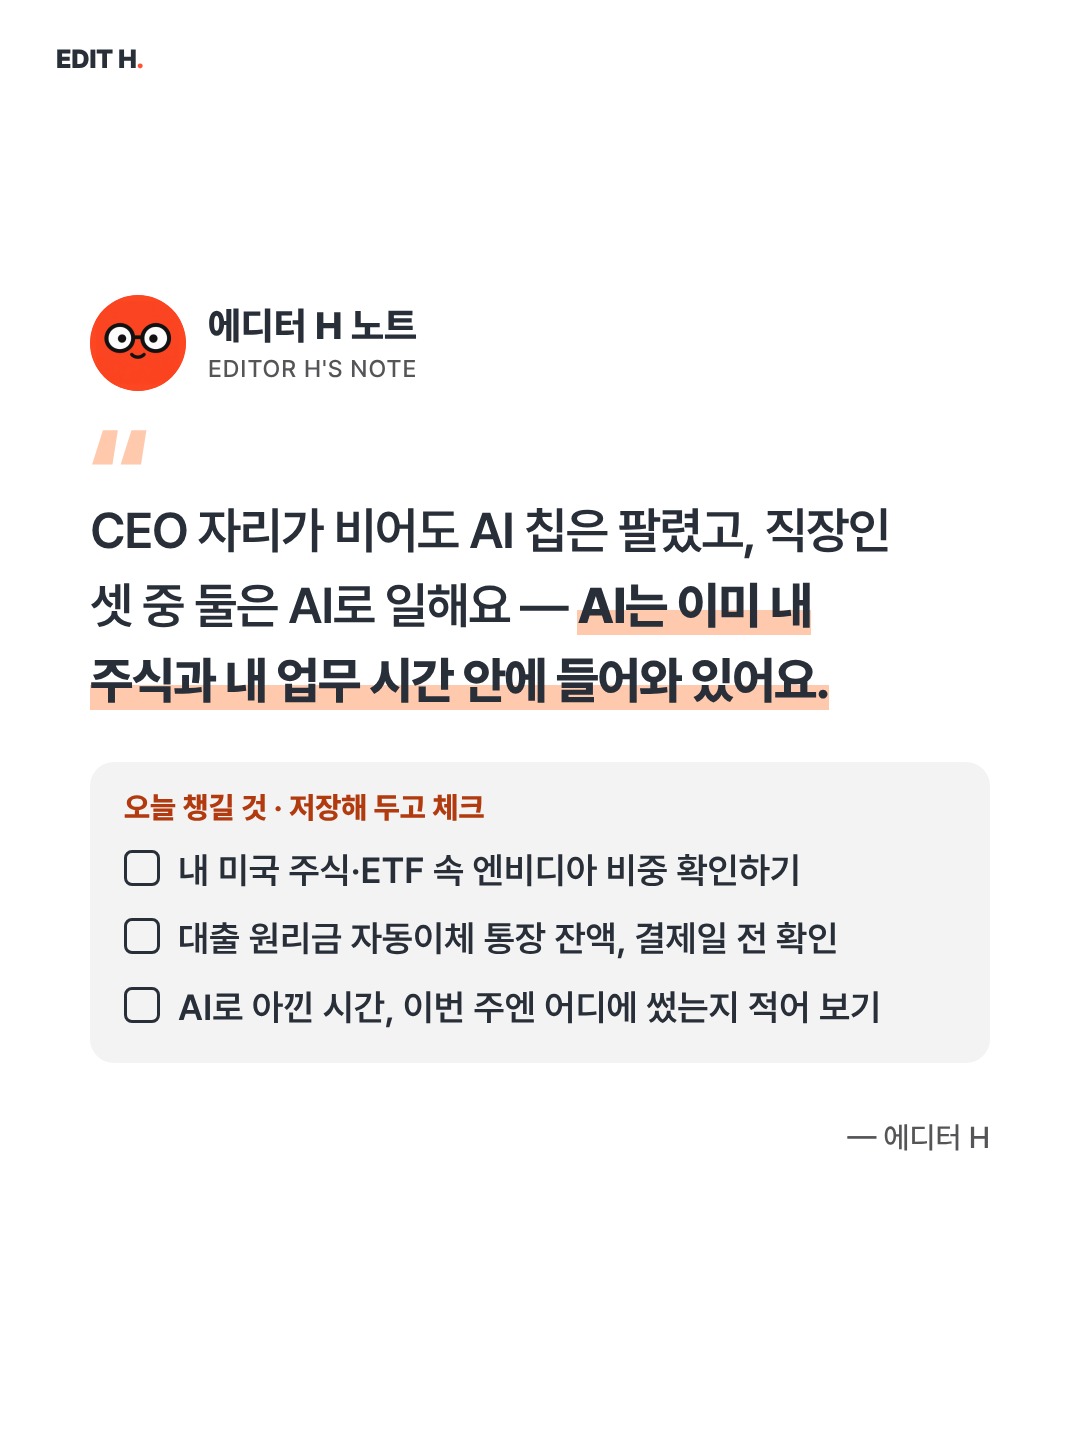 EDIT H.
에디터 H 노트
EDITOR H'S NOTE
"
CEO 자리가 비어도 AI 칩은 팔렸고, 직장인
셋 중 둘은 AI로 일해요 — AI는 이미 내
주식과 내 업무 시간 안에 들어와 있어요.
오늘 챙길 것 · 저장해 두고 체크
내 미국 주식·ETF 속 엔비디아 비중 확인하기
대출 원리금 자동이체 통장 잔액, 결제일 전 확인
AI로 아낀 시간, 이번 주엔 어디에 썼는지 적어 보기
— 에디터 H